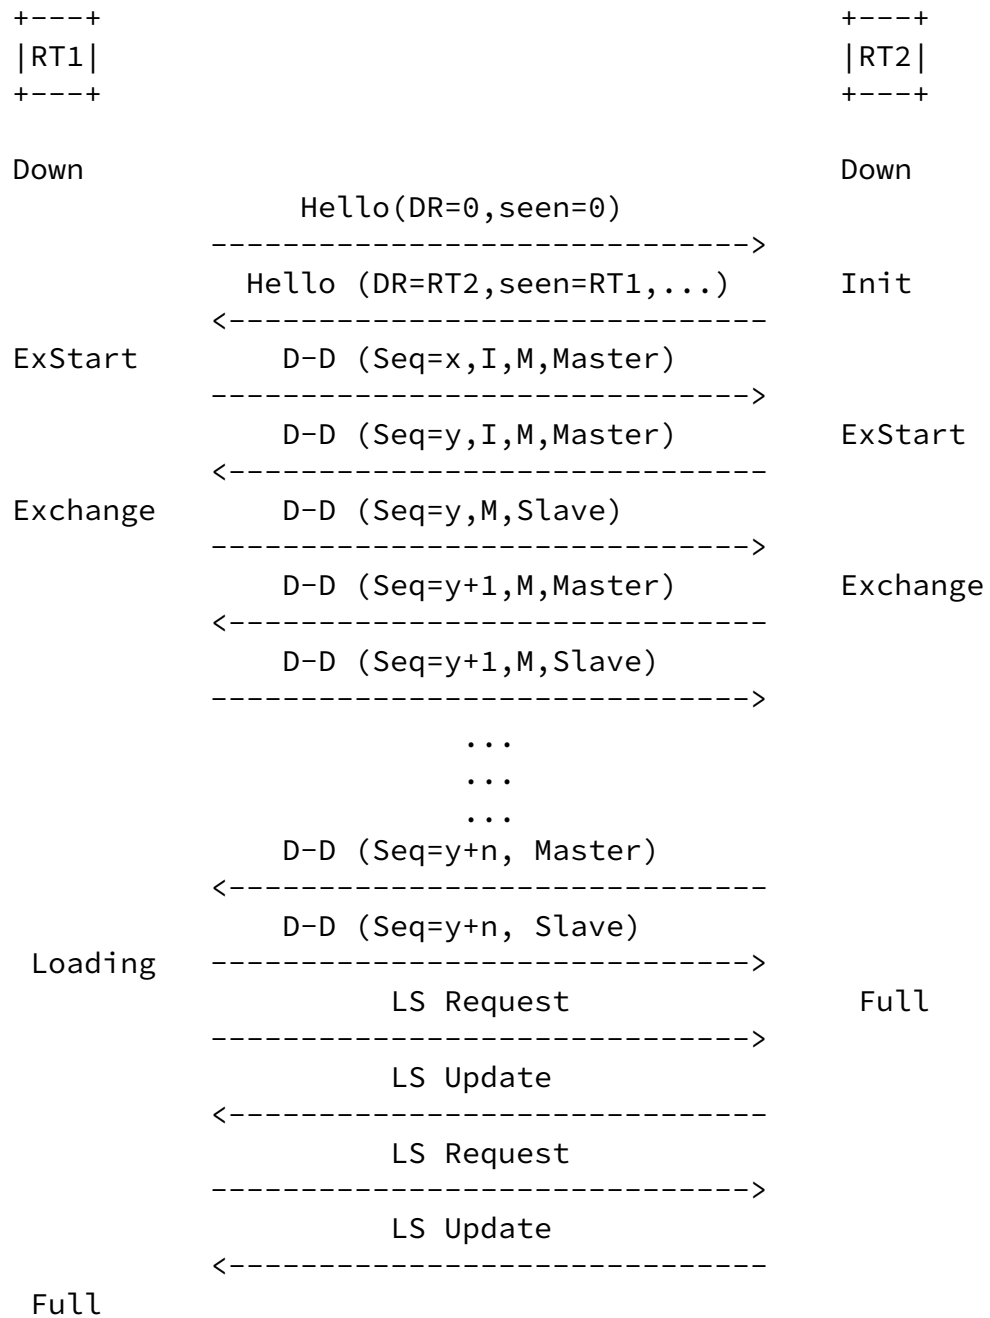 +---+                                         +---+
|RT1|                                         |RT2|
+---+                                         +---+
Down                                          Down
                Hello(DR=0,seen=0)
           ------------------------------>
             Hello (DR=RT2,seen=RT1,...)      Init
           <------------------------------
ExStart        D-D (Seq=x,I,M,Master)
           ------------------------------>
               D-D (Seq=y,I,M,Master)         ExStart
           <------------------------------
Exchange       D-D (Seq=y,M,Slave)
           ------------------------------>
               D-D (Seq=y+1,M,Master)         Exchange
           <------------------------------
               D-D (Seq=y+1,M,Slave)
           ------------------------------>
                         ...
                         ...
                         ...
               D-D (Seq=y+n, Master)
           <------------------------------
               D-D (Seq=y+n, Slave)
 Loading   ------------------------------>
                     LS Request                Full
           ------------------------------>
                     LS Update
           <------------------------------
                     LS Request
           ------------------------------>
                     LS Update
           <------------------------------
 Full